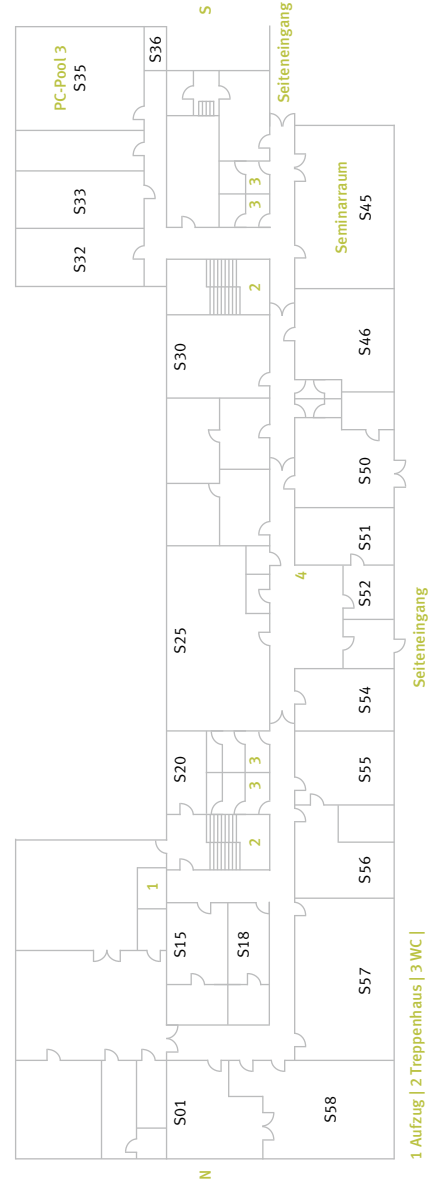 S
Seiteneingang
PC-Pool 3
S35
S36
S33
S32
3
3
2
S30
Seminarraum
S45
S46
S50
S51
S52
4
S25
Seiteneingang
S54
S55
S20
3
3
2
S56
1
S15
S18
S57
S01
S58
N
1 Aufzug | 2 Treppenhaus | 3 WC |